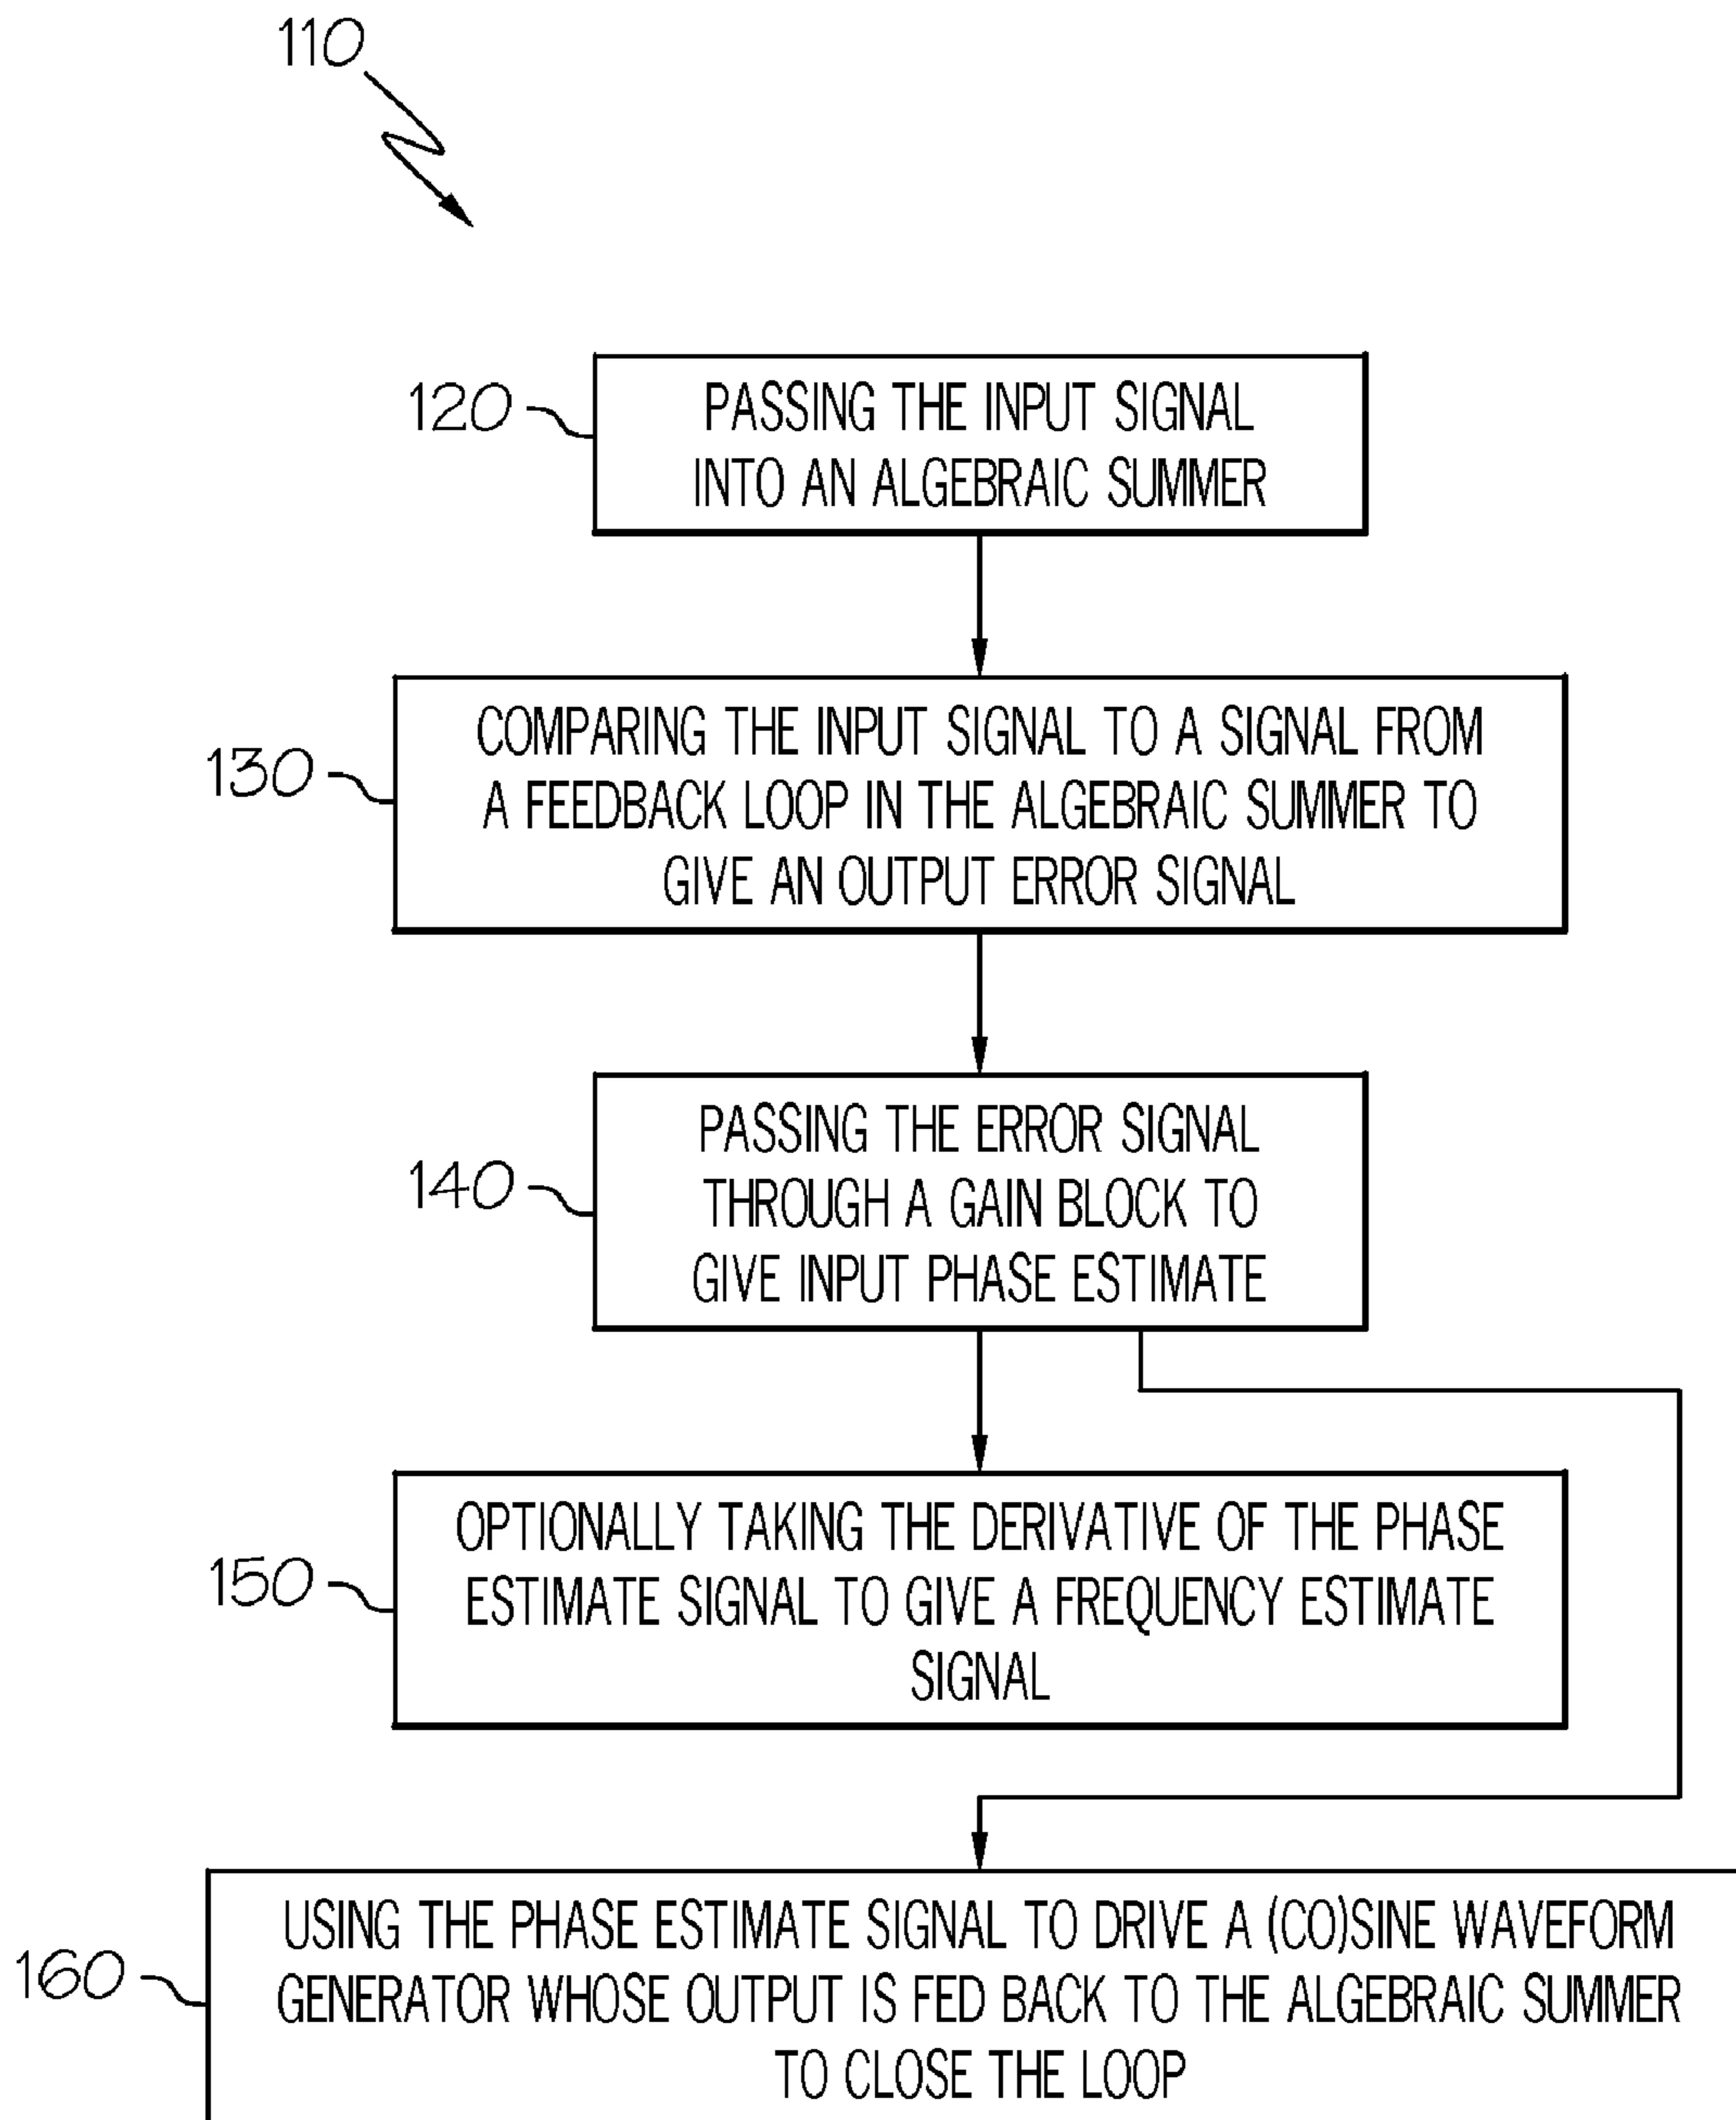 110
120
PASSING THE INPUT SIGNAL
INTO AN ALGEBRAIC SUMMER
130
COMPARING THE INPUT SIGNAL TO A SIGNAL FROM
A FEEDBACK LOOP IN THE ALGEBRAIC SUMMER TO
GIVE AN OUTPUT ERROR SIGNAL
140
PASSING THE ERROR SIGNAL
THROUGH A GAIN BLOCK TO
GIVE INPUT PHASE ESTIMATE
150
OPTIONALLY TAKING THE DERIVATIVE OF THE PHASE
ESTIMATE SIGNAL TO GIVE A FREQUENCY ESTIMATE
SIGNAL
160
USING THE PHASE ESTIMATE SIGNAL TO DRIVE A (CO)SINE WAVEFORM
GENERATOR WHOSE OUTPUT IS FED BACK TO THE ALGEBRAIC SUMMER
TO CLOSE THE LOOP